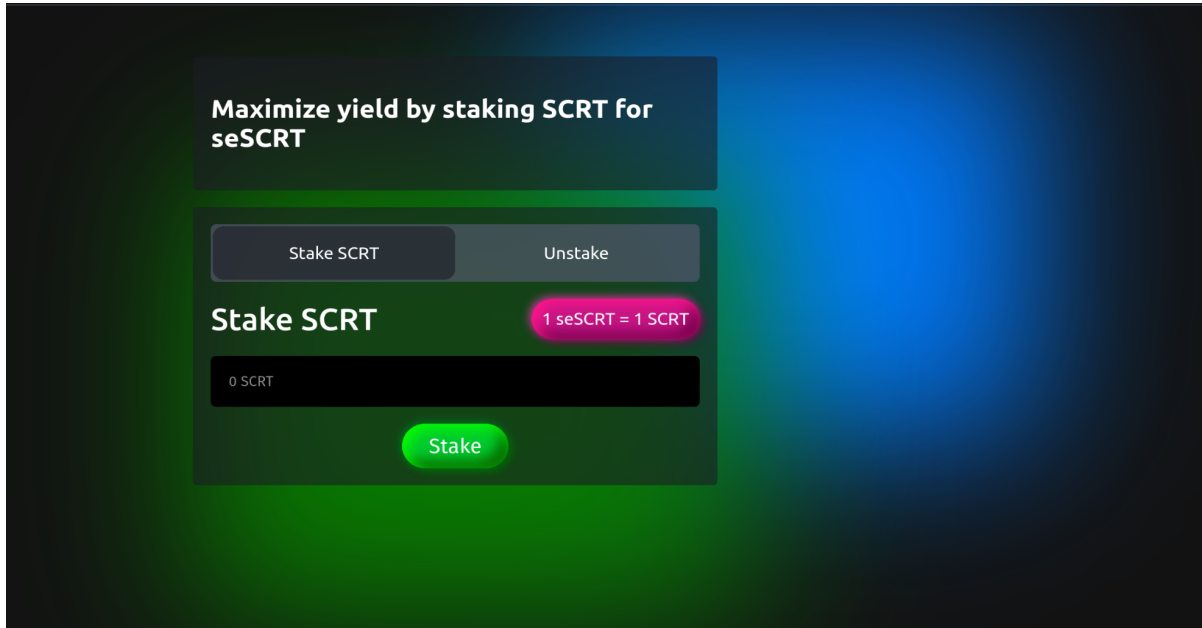 Maximize yield by staking SCRT for
seSCRT
Stake SCRT
Unstake
Stake SCRT
1 seSCRT = 1 SCRT
0 SCRT
Stake